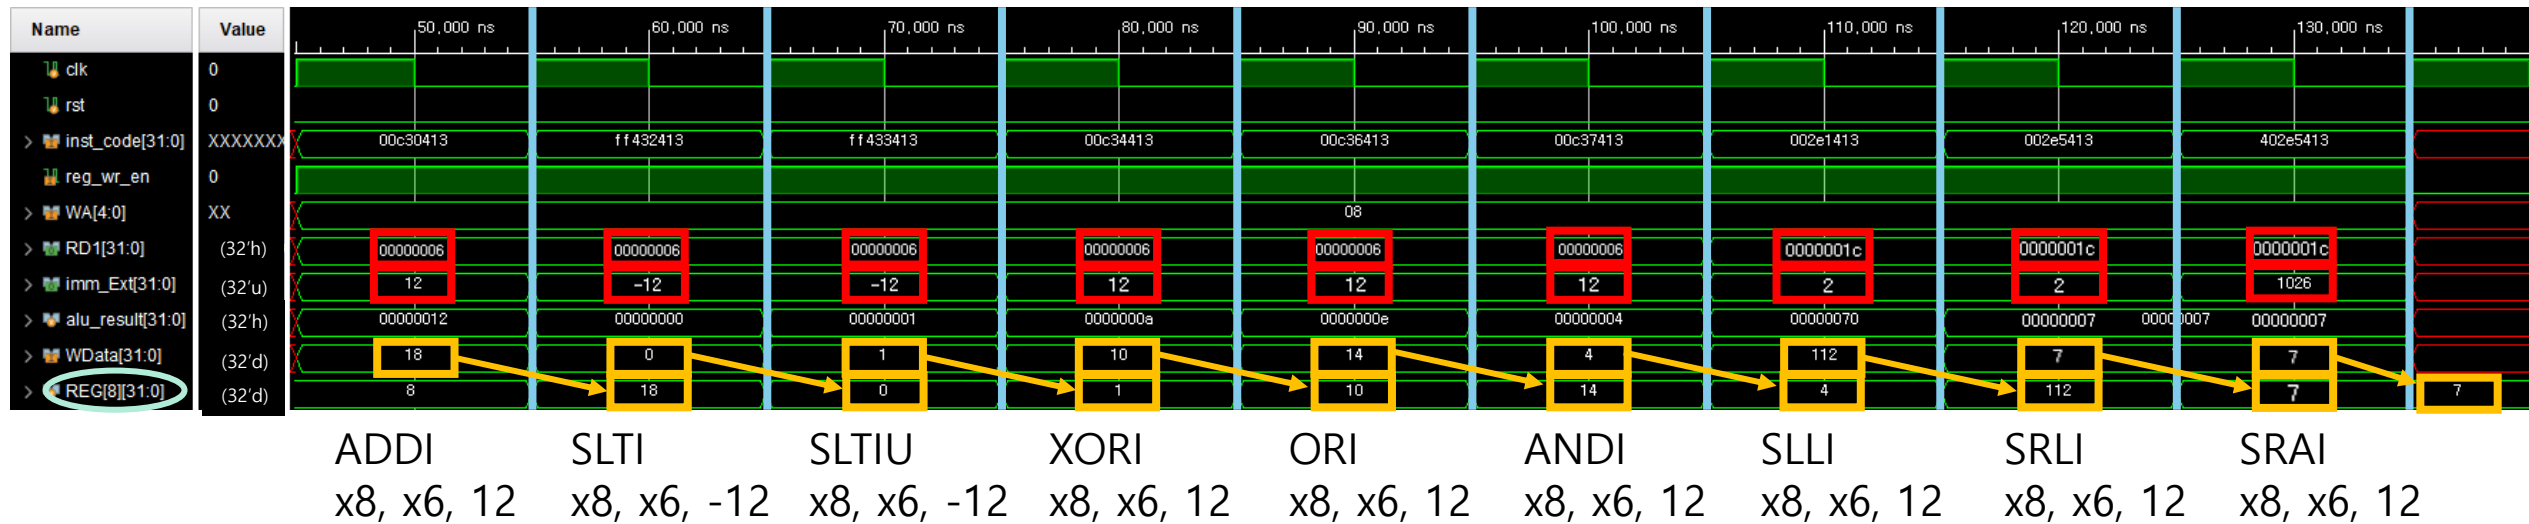 Name Value 50,000 ns 60,000 ns 70,000 ns 80,000 ns 90,000 ns 100,000 ns 110,000 ns 120,000 ns 130,000 ns
clk 0
rst 0
inst_code[31:0] XXXXXXX 00c30413 ff432413 ff433413 00c34413 00c36413 00c37413 002e1413 002e5413 402e5413
reg_wr_en 0
WA[4:0] XX 08
RD1[31:0] (32'h) 00000006 00000006 00000006 00000006 00000006 00000006 0000001c 0000001c 0000001c
imm_Ext[31:0] (32'u) 12 -12 -12 12 12 12 2 2 1026
alu_result[31:0] (32'h) 00000012 00000000 00000001 0000000a 0000000e 00000004 00000070 00000007 0000 0007 00000007
WData[31:0] (32'd) 18 0 1 10 14 4 112 7 7
REG[8][31:0] (32'd) 8 18 0 1 10 14 4 112 7 7
ADDI SLTI SLTIU XORI ORI ANDI SLLI SRLI SRAI
x8, x6, 12 x8, x6, -12 x8, x6, -12 x8, x6, 12 x8, x6, 12 x8, x6, 12 x8, x6, 12 x8, x6, 12 x8, x6, 12